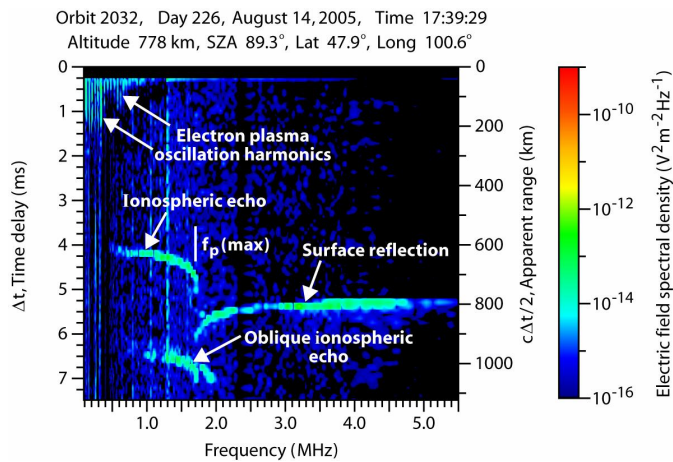 Orbit 2032, Day 226, August 14, 2005, Time 17:39:29
Altitude 778 km, SZA 89.3°, Lat 47.9°, Long 100.6°
0
1
2
3
4
5
6
7
Δt, Time delay (ms)
Electron plasma
oscillation harmonics
Ionospheric echo
fp (max)
Surface reflection
Oblique ionospheric
echo
1.0
2.0
3.0
4.0
5.0
Frequency (MHz)
0
200
400
600
800
1000
cΔt/2, Apparent range (km)
10⁻¹⁰
10⁻¹²
10⁻¹⁴
10⁻¹⁶
Electric field spectral density (V² m⁻² Hz⁻¹)